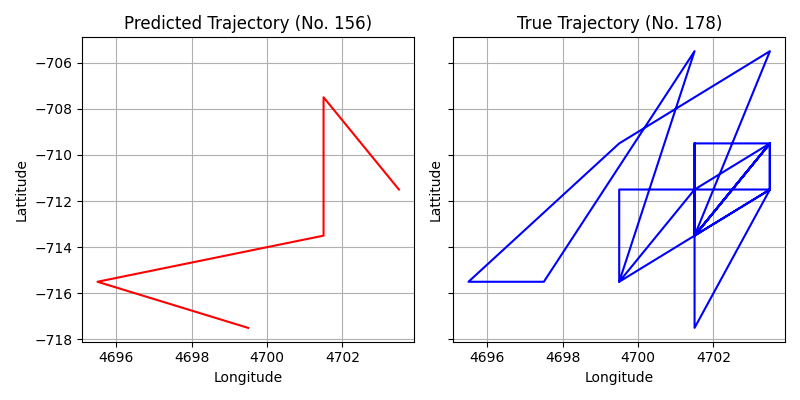 Predicted Trajectory (No. 156)
True Trajectory (No. 178)
Lattitude
−706
−708
−710
−712
−714
−716
−718
4696
4698
4700
4702
Longitude
Lattitude
4696
4698
4700
4702
Longitude